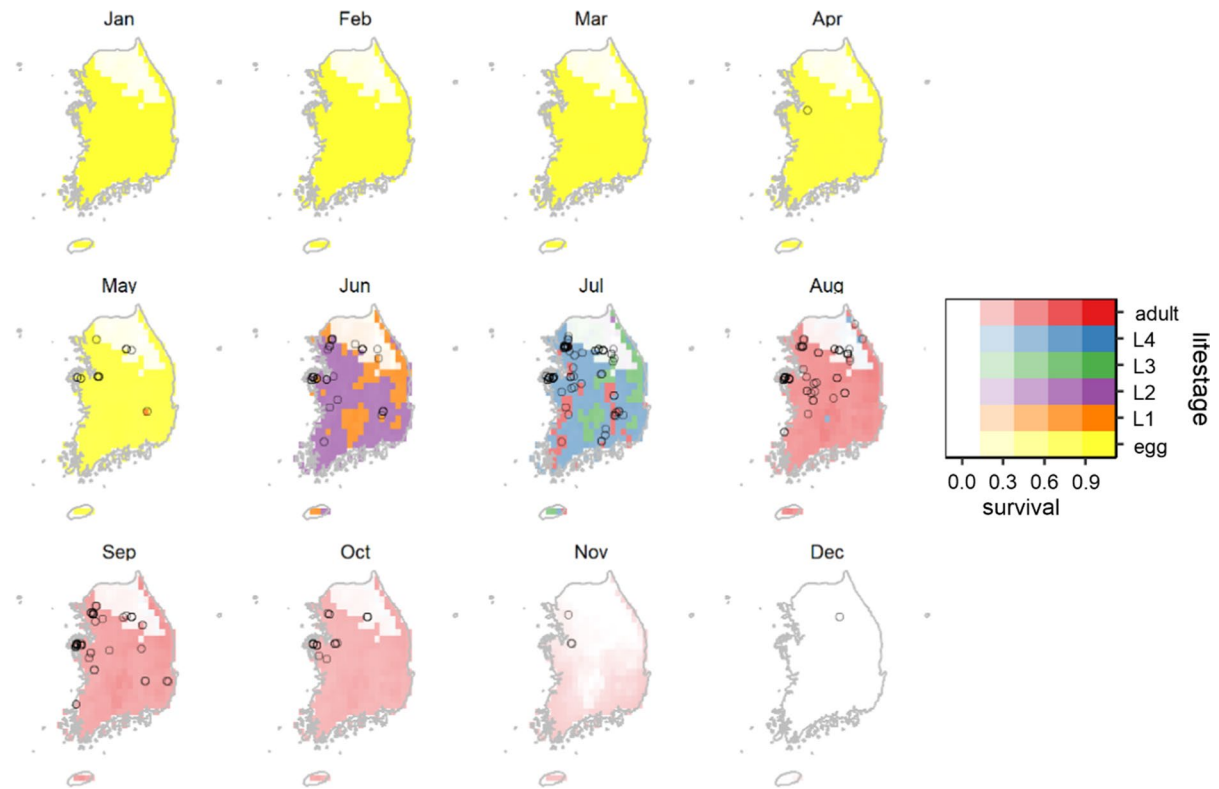 Jan Feb Mar Apr
May Jun Jul Aug
adult
L4
L3
L2
L1
egg
lifestage
0.0 0.3 0.6 0.9
survival
Sep Oct Nov Dec